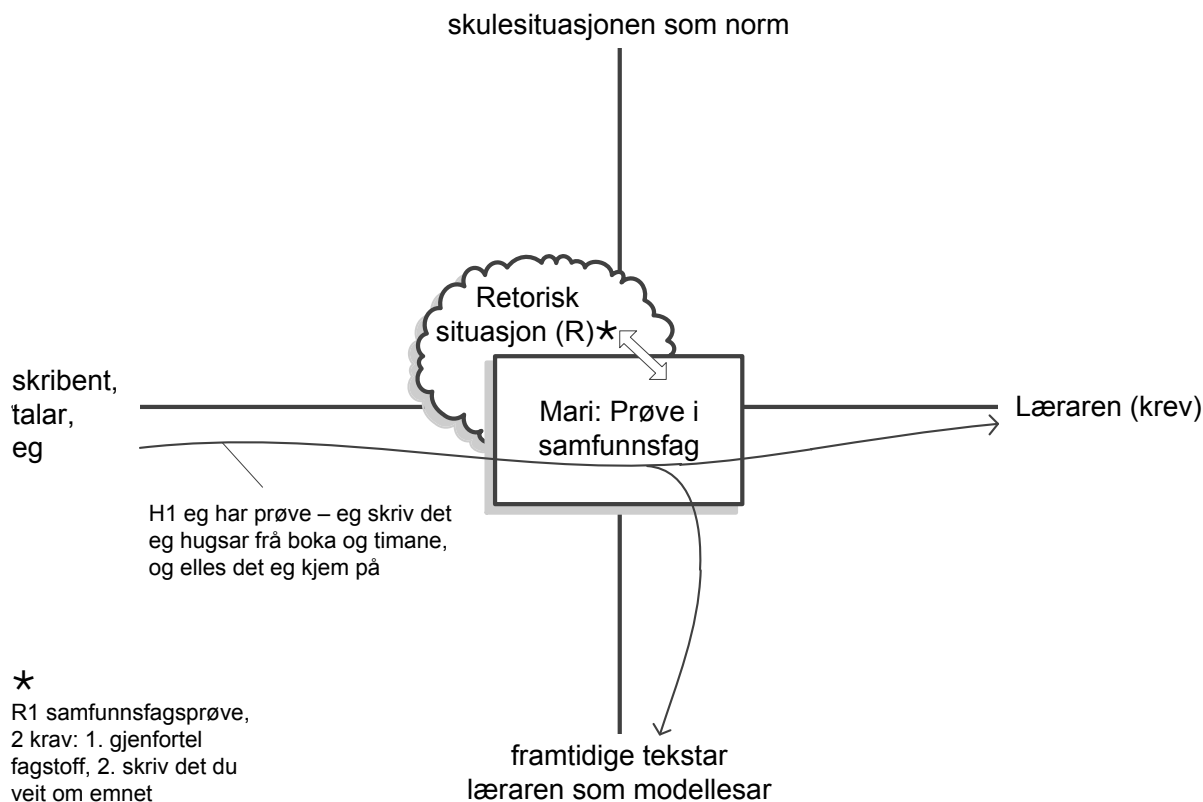 skulesituasjonen som norm
Retorisk
situasjon (R)*
skribent,
talar,
eg
Mari: Prøve i
samfunnsfag
Læraren (krev)
H1 eg har prøve – eg skriv det
eg hugsar frå boka og timane,
og elles det eg kjem på
*
R1 samfunnsfagsprøve,
2 krav: 1. gjenfortel
fagstoff, 2. skriv det du
veit om emnet
framtidige tekstar
læraren som modellesar